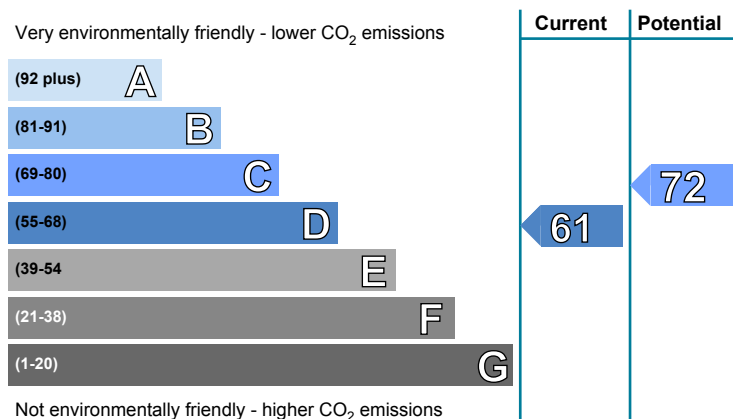 Very environmentally friendly - lower CO2 emissions
Current
Potential
(92 plus) A
(81-91) B
(69-80) C
72
(55-68) D
61
(39-54 E
(21-38) F
(1-20) G
Not environmentally friendly - higher CO2 emissions